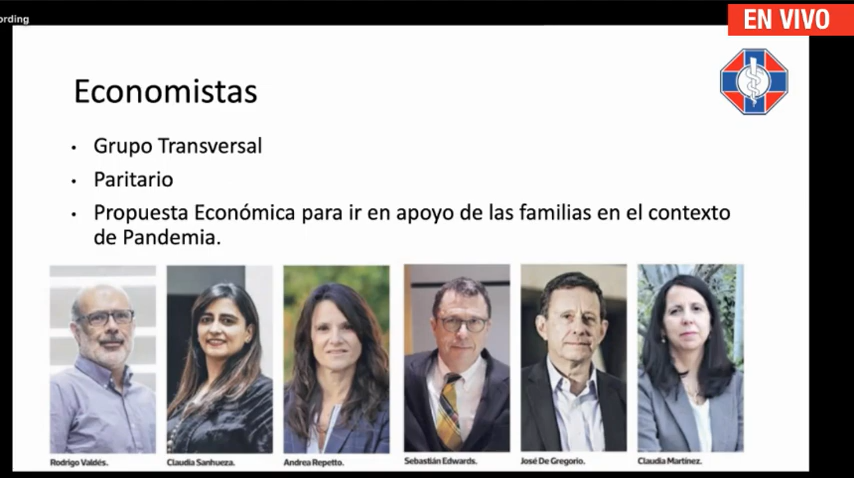 ording
EN VIVO
Economistas
• Grupo Transversal
• Paritario
• Propuesta Económica para ir en apoyo de las familias en el contexto
de Pandemia.
Rodrigo Valdés.
Claudia Sanhueza.
Andrea Repetto.
Sebastián Edwards.
José De Gregorio.
Claudia Martínez.